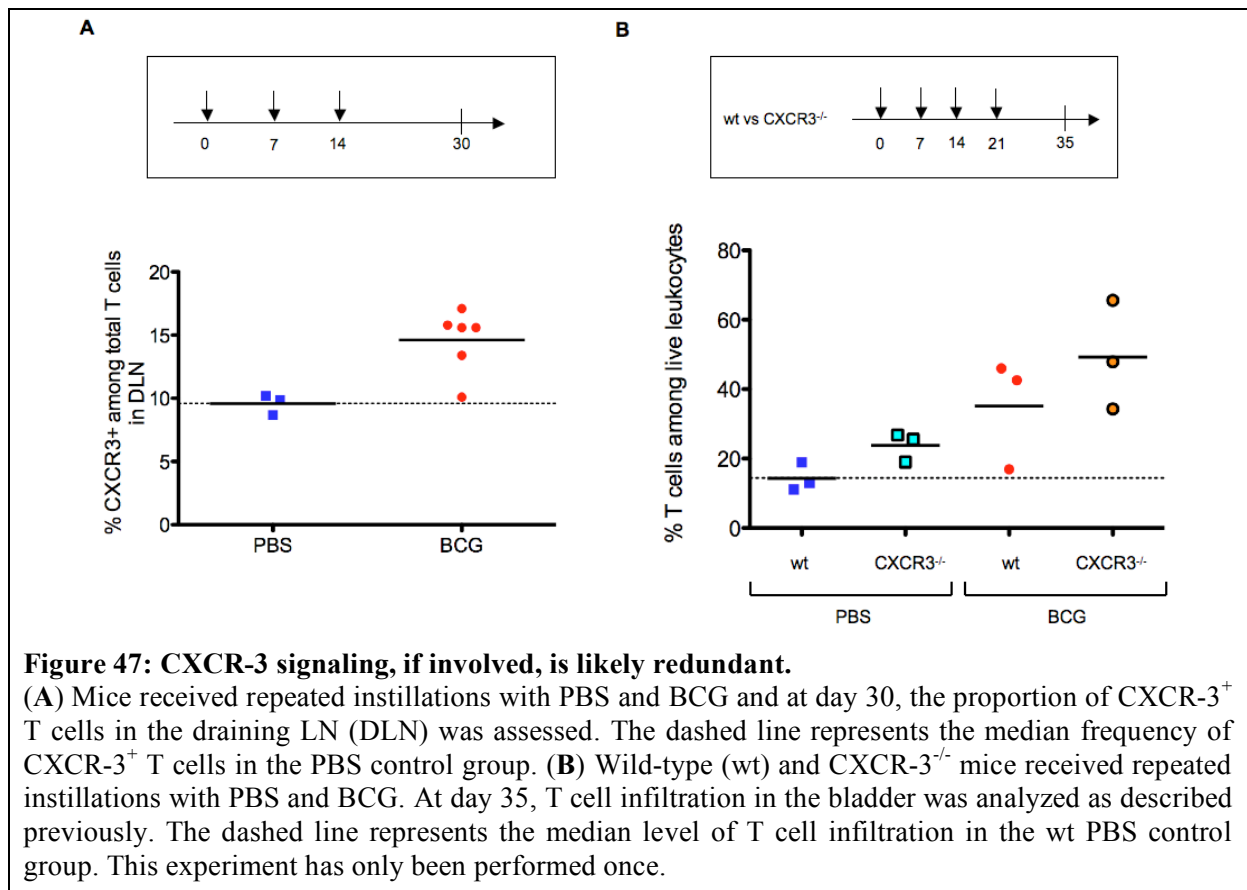 A
0 7 14 30
% CXCR3+ among total T cells
in DLN
20
15
10
5
0
PBS BCG
B
wt vs CXCR3-/-
0 7 14 21 35
% T cells among live leukocytes
80
60
40
20
0
wt CXCR3-/- wt CXCR3-/-
PBS BCG
Figure 47: CXCR-3 signaling, if involved, is likely redundant.
(A) Mice received repeated instillations with PBS and BCG and at day 30, the proportion of CXCR-3+
T cells in the draining LN (DLN) was assessed. The dashed line represents the median frequency of
CXCR-3+ T cells in the PBS control group. (B) Wild-type (wt) and CXCR-3-/- mice received repeated
instillations with PBS and BCG. At day 35, T cell infiltration in the bladder was analyzed as described
previously. The dashed line represents the median level of T cell infiltration in the wt PBS control
group. This experiment has only been performed once.